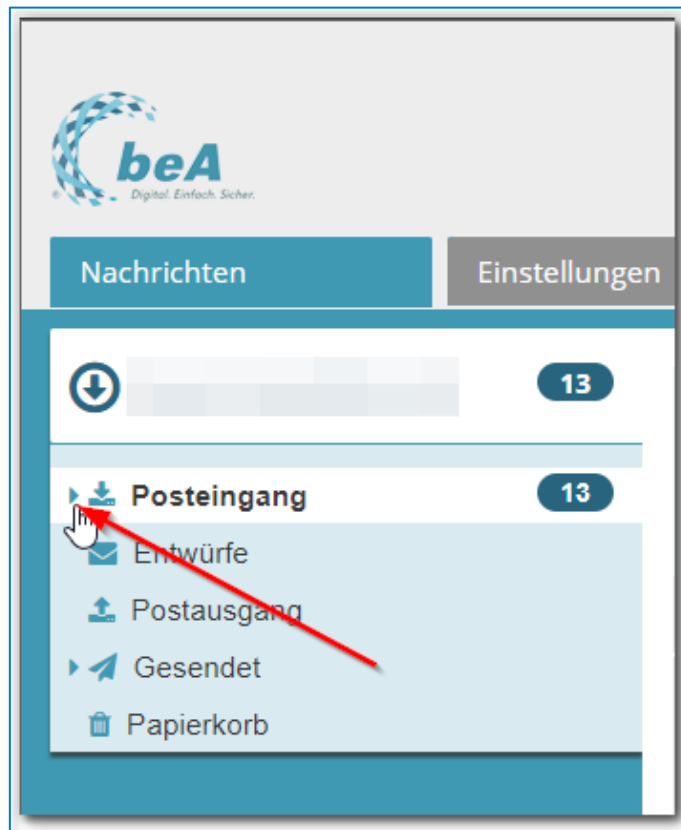 beA
Digital. Einfach. Sicher.
®
Nachrichten
Einstellungen
13
Posteingang 13
Entwürfe
Postausgang
Gesendet
Papierkorb